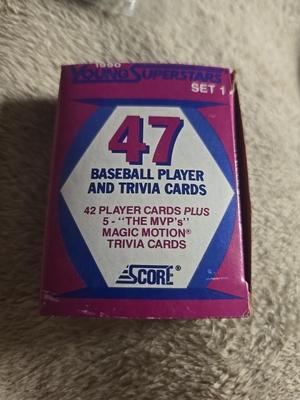 YOUNG SUPERSTARS
SET 1
47
BASEBALL PLAYER
AND TRIVIA CARDS
42 PLAYER CARDS PLUS
5 - "THE MVP's"
MAGIC MOTION®
TRIVIA CARDS
SCORE®